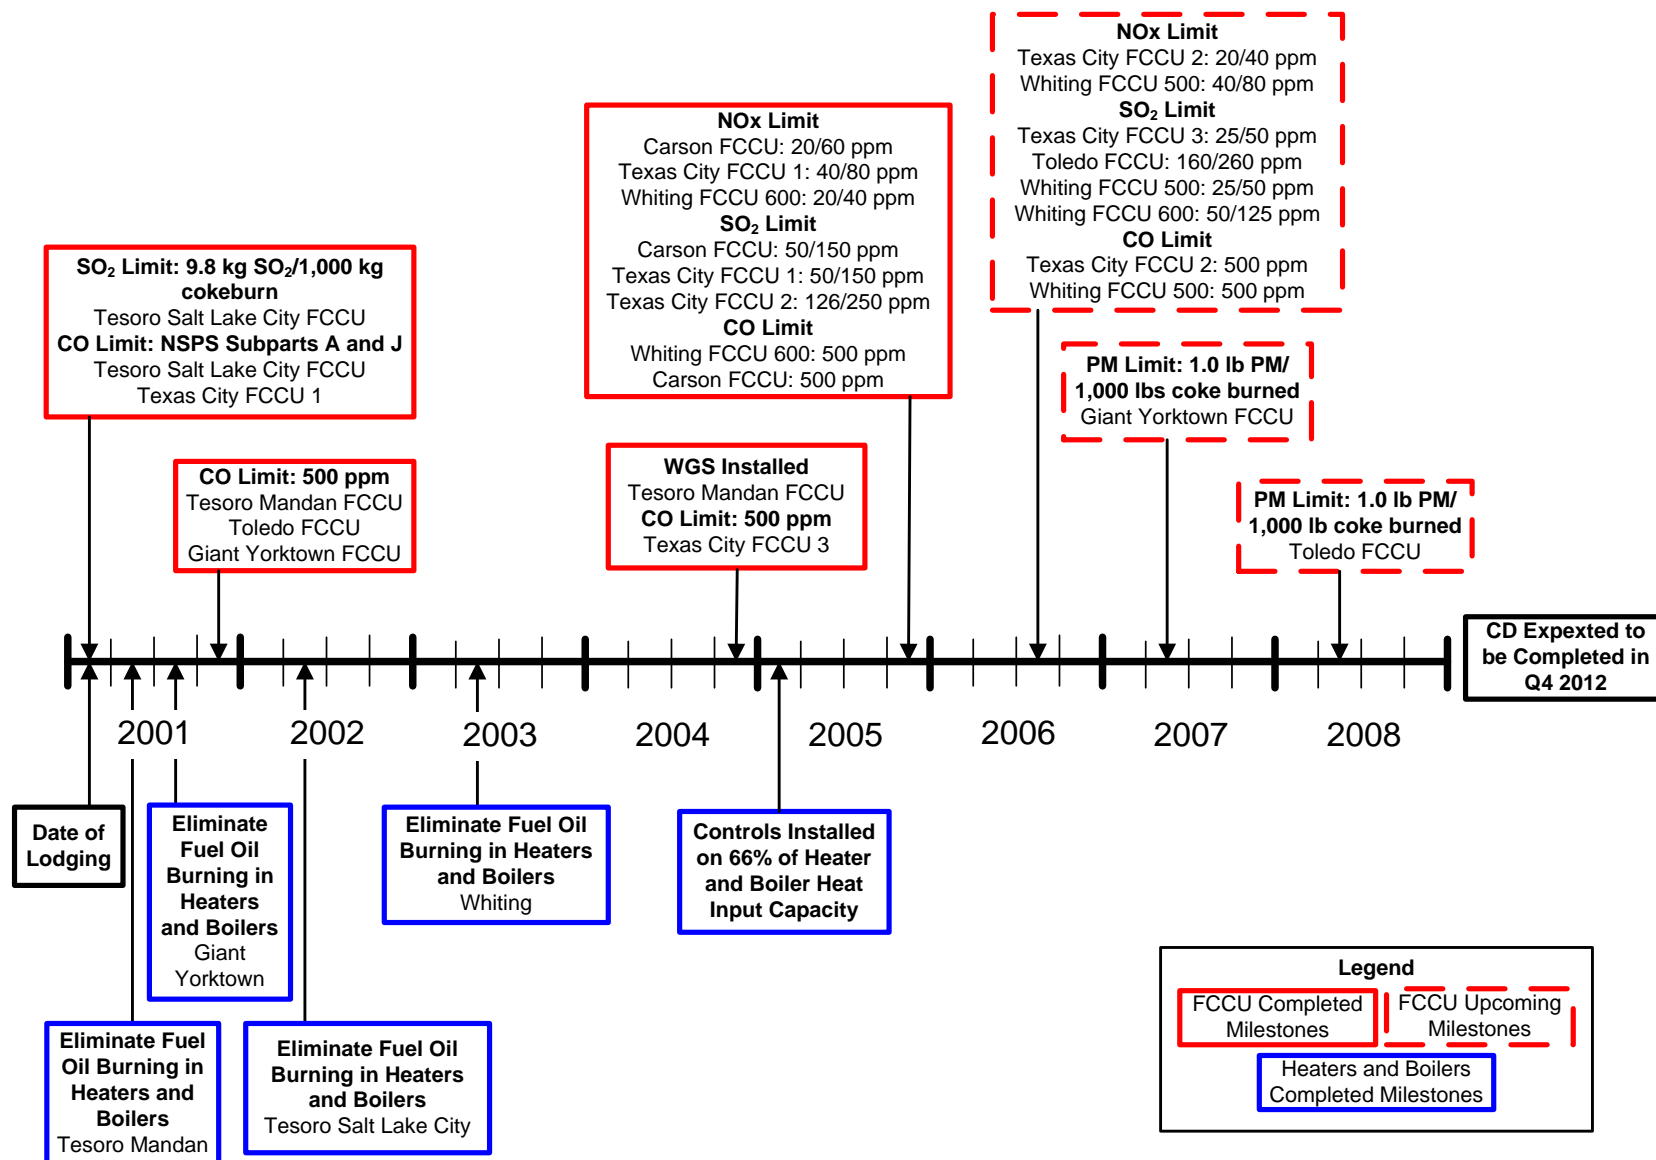 NOx Limit
Texas City FCCU 2: 20/40 ppm
Whiting FCCU 500: 40/80 ppm
SO₂ Limit
Texas City FCCU 3: 25/50 ppm
Toledo FCCU: 160/260 ppm
Whiting FCCU 500: 25/50 ppm
Whiting FCCU 600: 50/125 ppm
CO Limit
Texas City FCCU 2: 500 ppm
Whiting FCCU 500: 500 ppm
NOx Limit
Carson FCCU: 20/60 ppm
Texas City FCCU 1: 40/80 ppm
Whiting FCCU 600: 20/40 ppm
SO₂ Limit
Carson FCCU: 50/150 ppm
Texas City FCCU 1: 50/150 ppm
Texas City FCCU 2: 126/250 ppm
CO Limit
Whiting FCCU 600: 500 ppm
Carson FCCU: 500 ppm
SO₂ Limit: 9.8 kg SO₂/1,000 kg
cokeburn
Tesoro Salt Lake City FCCU
CO Limit: NSPS Subparts A and J
Tesoro Salt Lake City FCCU
Texas City FCCU 1
PM Limit: 1.0 lb PM/
1,000 lbs coke burned
Giant Yorktown FCCU
CO Limit: 500 ppm
Tesoro Mandan FCCU
Toledo FCCU
Giant Yorktown FCCU
WGS Installed
Tesoro Mandan FCCU
CO Limit: 500 ppm
Texas City FCCU 3
PM Limit: 1.0 lb PM/
1,000 lb coke burned
Toledo FCCU
CD Expexted to
be Completed in
Q4 2012
2001
2002
2003
2004
2005
2006
2007
2008
Date of
Lodging
Eliminate
Fuel Oil
Burning in
Heaters
and Boilers
Giant
Yorktown
Eliminate Fuel Oil
Burning in Heaters
and Boilers
Whiting
Controls Installed
on 66% of Heater
and Boiler Heat
Input Capacity
Eliminate Fuel
Oil Burning in
Heaters and
Boilers
Tesoro Mandan
Eliminate Fuel Oil
Burning in Heaters
and Boilers
Tesoro Salt Lake City
Legend
FCCU Completed
Milestones
FCCU Upcoming
Milestones
Heaters and Boilers
Completed Milestones